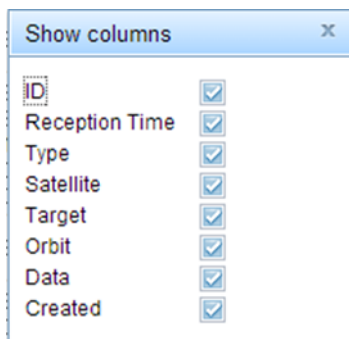 Show columns
ID
Reception Time
Type
Satellite
Target
Orbit
Data
Created